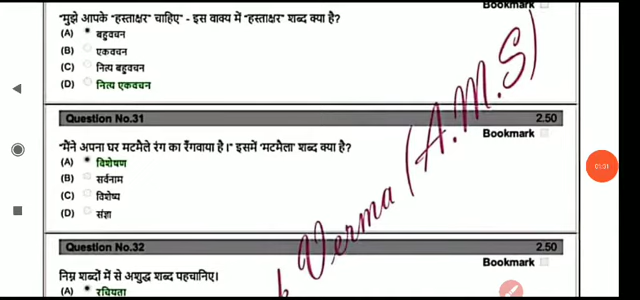 Bookmark
"मुझे आपके "हस्ताक्षर" चाहिए" - इस वाक्य में "हस्ताक्षर" शब्द क्या है?
(A) बहुवचन
(B) एकवचन
(C) नित्य बहुवचन
(D) नित्य एकवचन
Question No.31 2.50
Bookmark
"मैंने अपना घर मटमैले रंग का रैंगवाया है।" इसमें 'मटमैला' शब्द क्या है?
(A) विशेषण
(B) सर्वनाम
(C) विशेष्य
(D) संज्ञा
Verma (A.M.S)
01:01
Question No.32 2.50
Bookmark
निम्न शब्दों में से अशुद्ध शब्द पहचानिए।
(A) रचियता